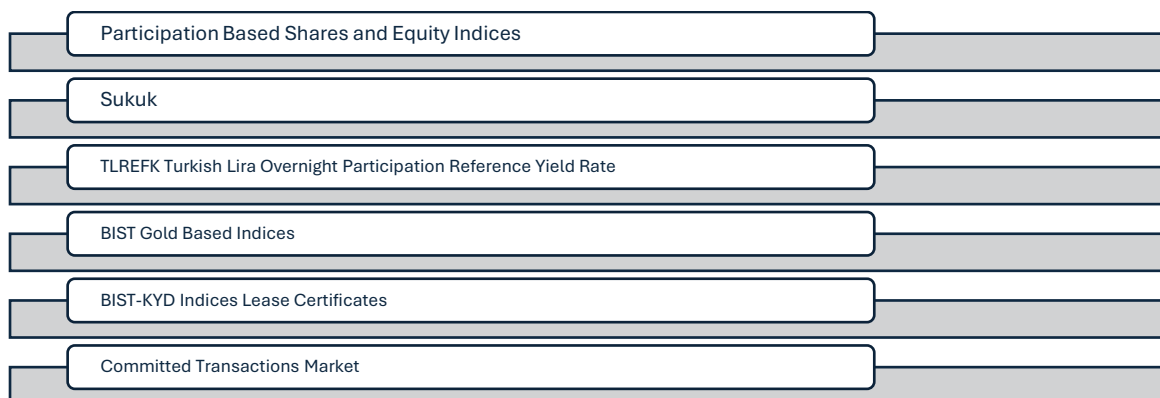 Participation Based Shares and Equity Indices
Sukuk
TLREFK Turkish Lira Overnight Participation Reference Yield Rate
BIST Gold Based Indices
BIST-KYD Indices Lease Certificates
Committed Transactions Market